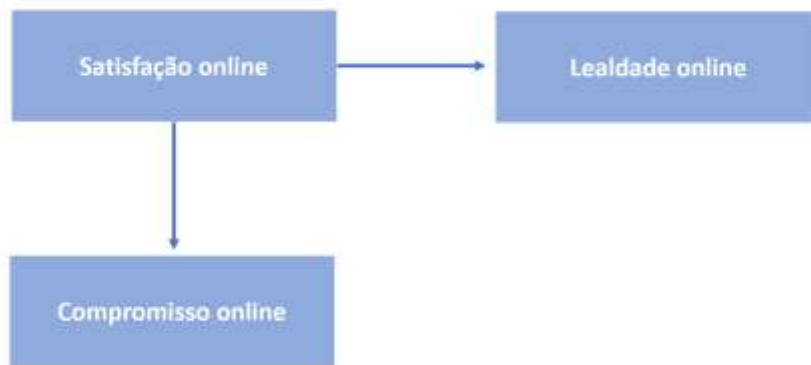 Satisfação online
Lealdade online
Compromisso online